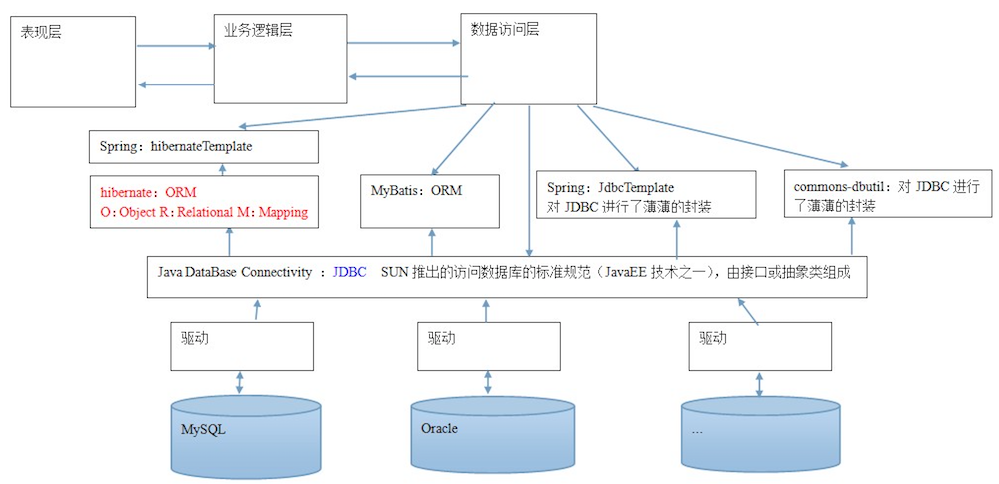 表现层
业务逻辑层
数据访问层
Spring：hibernateTemplate
hibernate：ORM
O：Object R：Relational M：Mapping
MyBatis：ORM
Spring：JdbcTemplate
对 JDBC 进行了薄薄的封装
commons-dbutil：对 JDBC 进行
了薄薄的封装
Java DataBase Connectivity ：JDBC SUN 推出的访问数据库的标准规范（JavaEE 技术之一），由接口或抽象类组成
驱动
驱动
驱动
MySQL
Oracle
...